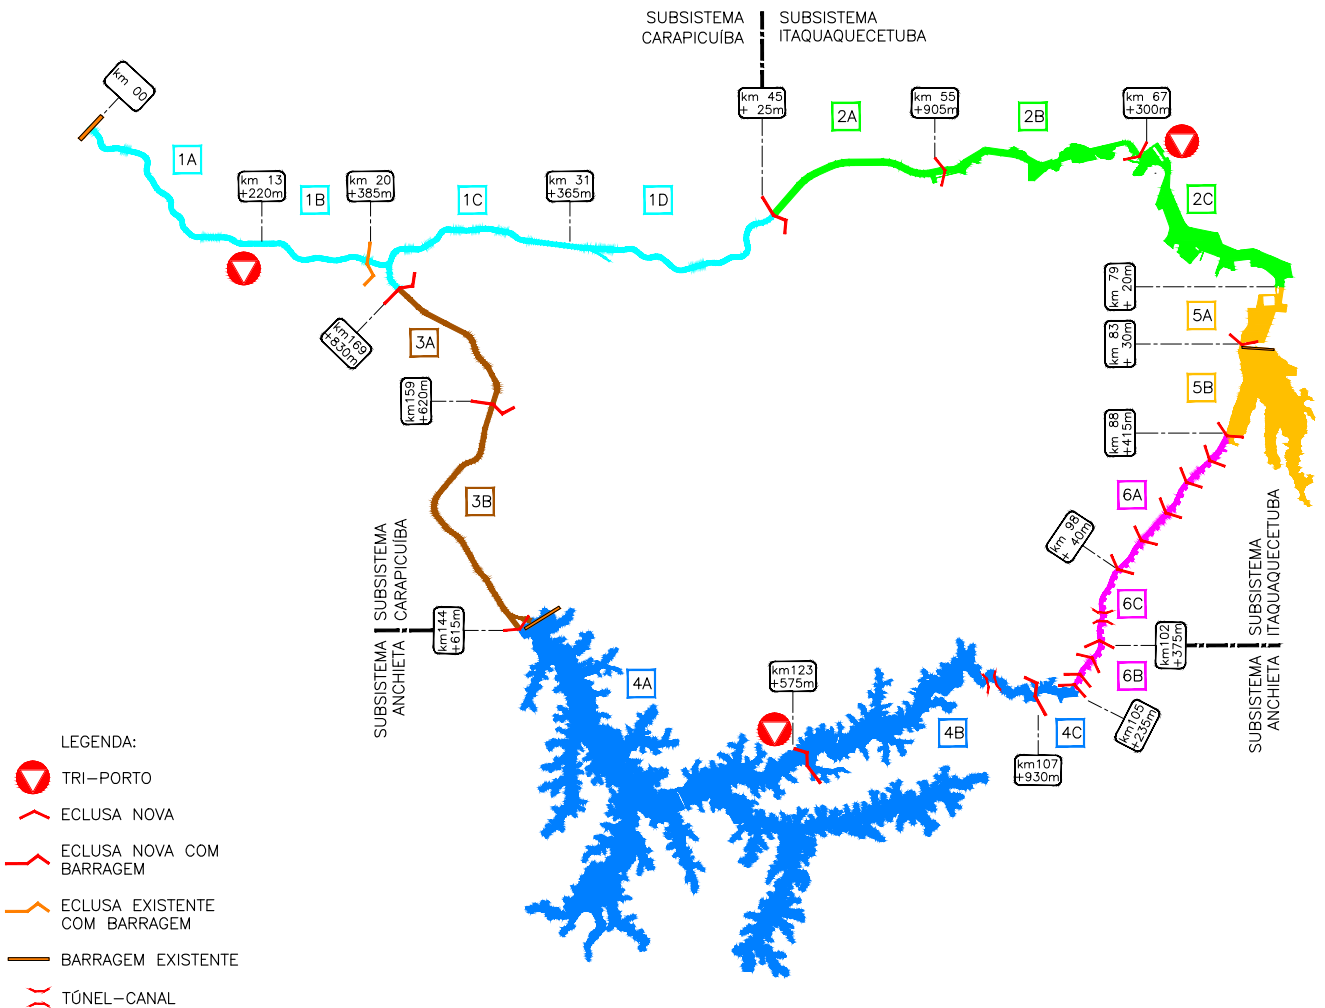 SUBSISTEMA
CARAPICUÍBA
SUBSISTEMA
ITAQUAQUECETUBA
km 00
1A
km 13
+220m
1B
km 20
+385m
1C
km 31
+365m
1D
km 45
+ 25m
2A
km 55
+905m
2B
km 67
+300m
2C
km 79
+ 20m
5A
km 83
+ 30m
5B
km 88
+415m
km169
+830m
3A
km159
+620m
3B
6A
km 98
+ 40m
6C
km102
+375m
6B
km105
+235m
SUBSISTEMA
CARAPICUÍBA
SUBSISTEMA
ANCHIETA
km144
+615m
SUBSISTEMA
ITAQUAQUECETUBA
SUBSISTEMA
ANCHIETA
4A
km123
+575m
4B
4C
km107
+930m
LEGENDA:
TRI-PORTO
ECLUSA NOVA
ECLUSA NOVA COM
BARRAGEM
ECLUSA EXISTENTE
COM BARRAGEM
BARRAGEM EXISTENTE
TÚNEL-CANAL